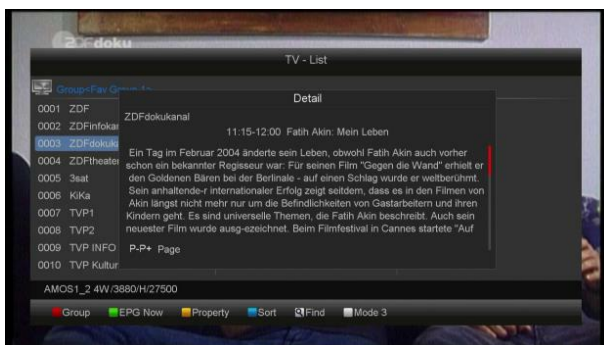 ZDFdoku
TV - List
Group<Fav Group 1>
0001 ZDF
0002 ZDFinfokan
0003 ZDFdokuka
0004 ZDFtheater
0005 3sat
0006 KiKa
0007 TVP1
0008 TVP2
0009 TVP INFO
0010 TVP Kultur
Detail
ZDFdokukanal
11:15-12:00 Fatih Akin: Mein Leben
Ein Tag im Februar 2004 änderte sein Leben, obwohl Fatih Akin auch vorher
schon ein bekannter Regisseur war: Für seinen Film "Gegen die Wand" erhielt er
den Goldenen Bären bei der Berlinale - auf einen Schlag wurde er weltberühmt.
Sein anhaltende-r internationaler Erfolg zeigt seitdem, dass es in den Filmen von
Akin längst nicht mehr nur um die Befindlichkeiten von Gastarbeitern und ihren
Kindern geht. Es sind universelle Themen, die Fatih Akin beschreibt. Auch sein
neuester Film wurde ausg-ezeichnet. Beim Filmfestival in Cannes startete "Auf
P-P+ Page
AMOS1_2 4W /3880/H/27500
Group EPG Now Property Sort Find Mode 3